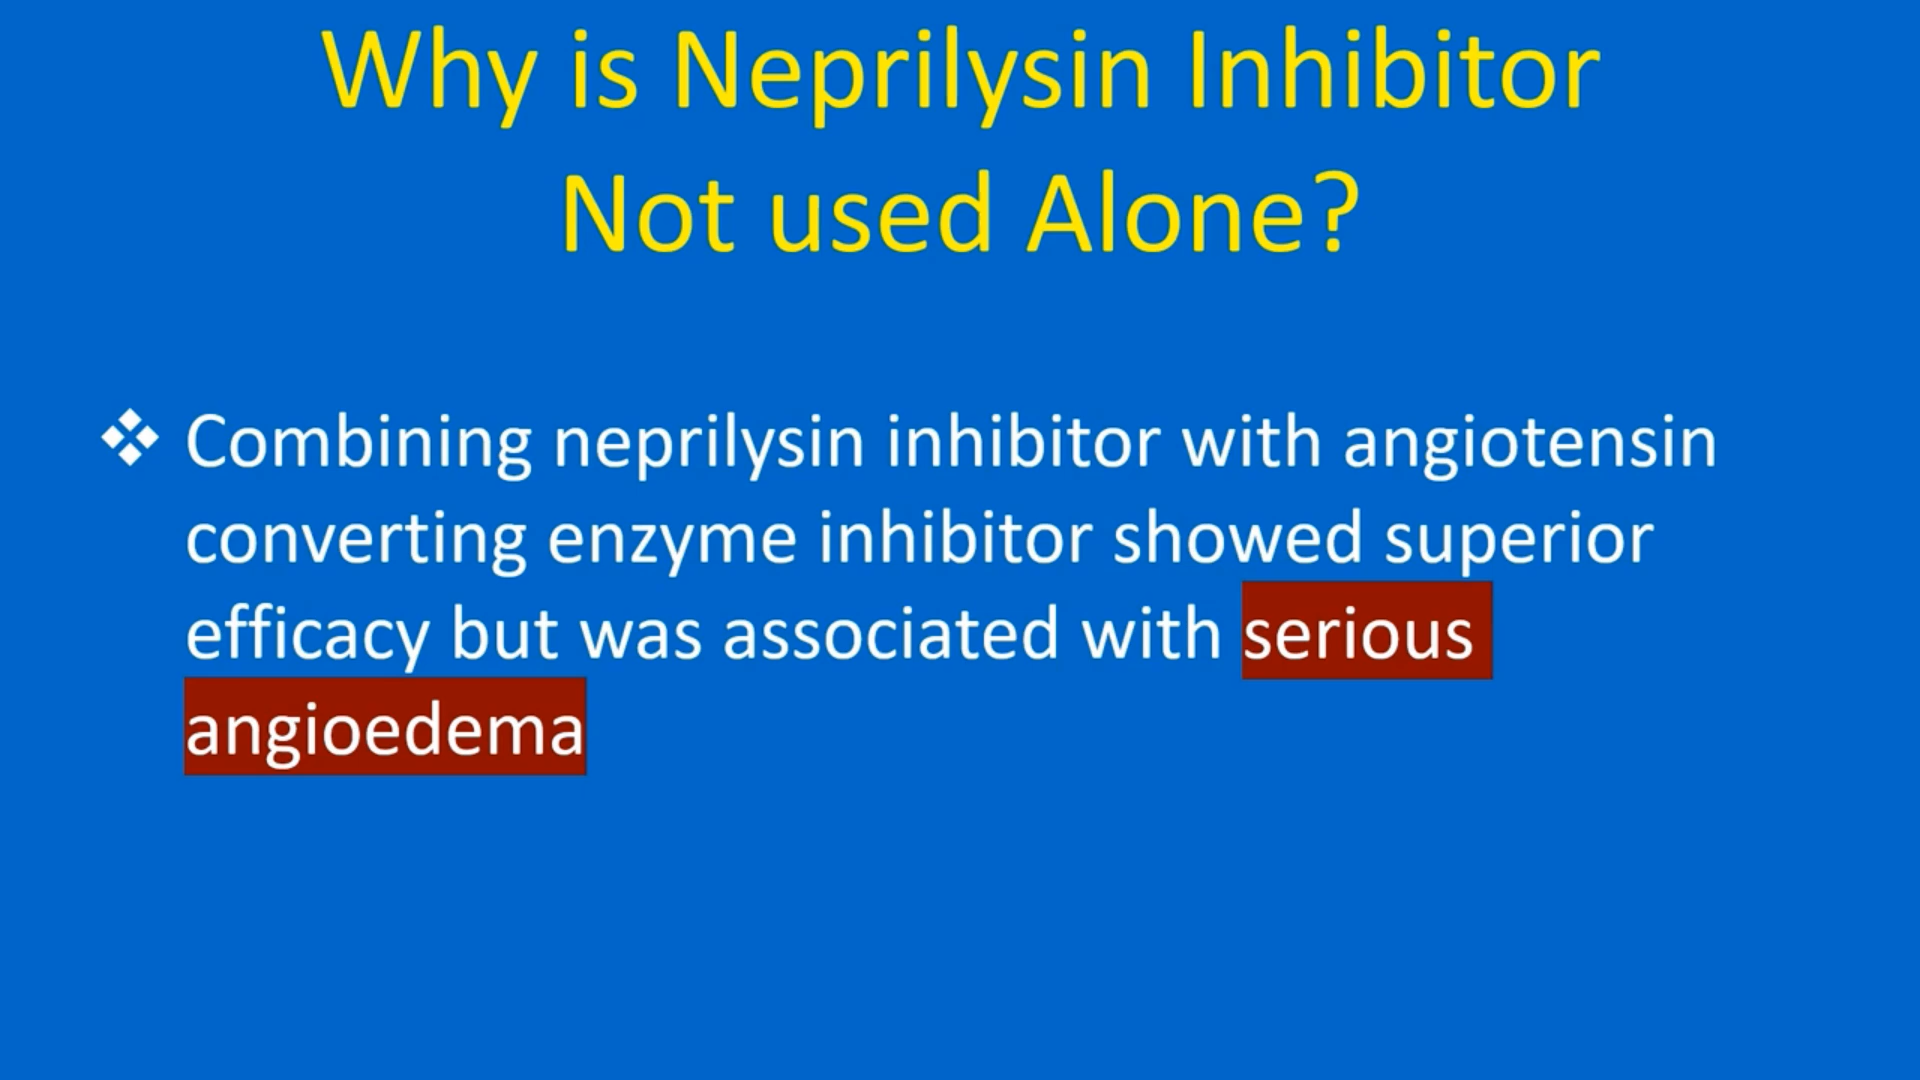 Why is Neprilysin Inhibitor
Not used Alone?
❖ Combining neprilysin inhibitor with angiotensin
converting enzyme inhibitor showed superior
efficacy but was associated with serious
angioedema